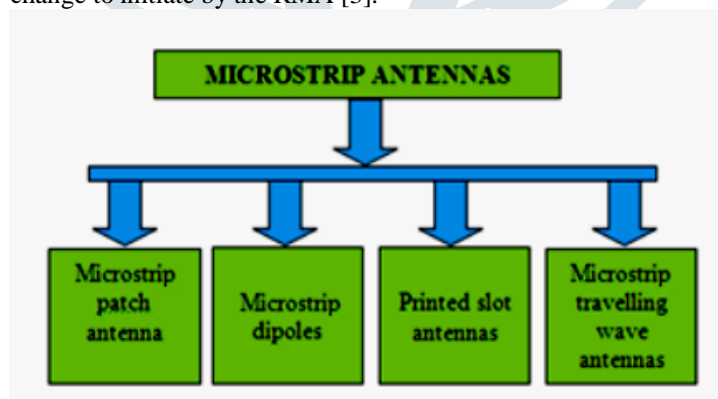 change to initiate by the RMA [3].
MICROSTRIP ANTENNAS
Microstrip
patch
antenna
Microstrip
dipoles
Printed slot
antennas
Microstrip
travelling
wave
antennas